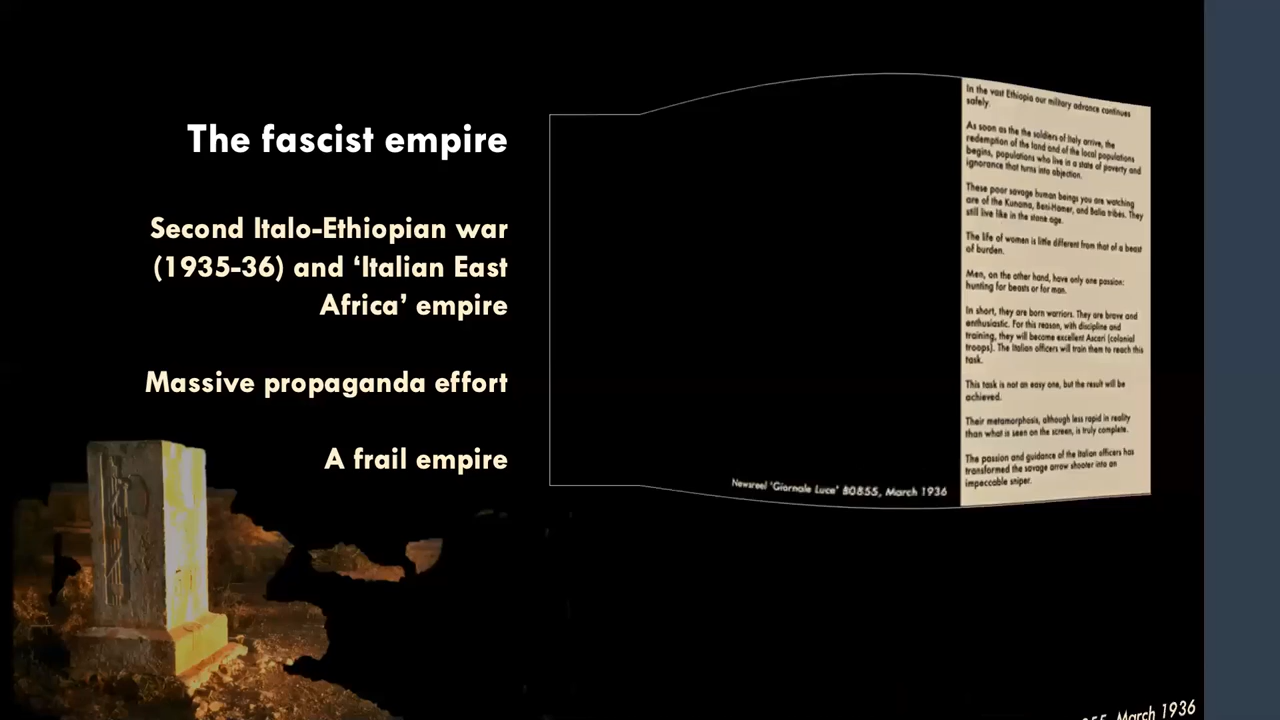 The fascist empire
Second Italo-Ethiopian war
(1935-36) and ‘Italian East
Africa’ empire
Massive propaganda effort
A frail empire
In the vast Ethiopia our military advance continues
safely.
As soon as the the soldiers of Italy arrive, the
redemption of the land and of the local populations
begins, populations who live in a state of poverty and
ignorance that turns into abjection.
These poor savage human beings you are watching
are of the Kunama, Beni-Hamer, and Balia tribes. They
still live like in the stone age.
The life of women is little different from that of a beast
of burden.
Men, on the other hand, have only one passion:
hunting for beasts or for man.
In short, they are born warriors. They are brave and
enthusiastic. For this reason, with discipline and
training, they will become excellent Ascari (colonial
troops). The Italian officers will train them to reach this
task.
This task is not an easy one, but the result will be
achieved.
Their metamorphosis, although less rapid in reality
than what is seen on the screen, is truly complete.
The passion and guidance of the Italian officers has
transformed the savage arrow shooter into an
impeccable sniper.
Newsreel ‘Giornale Luce’ B0855, March 1936
55, March 1936